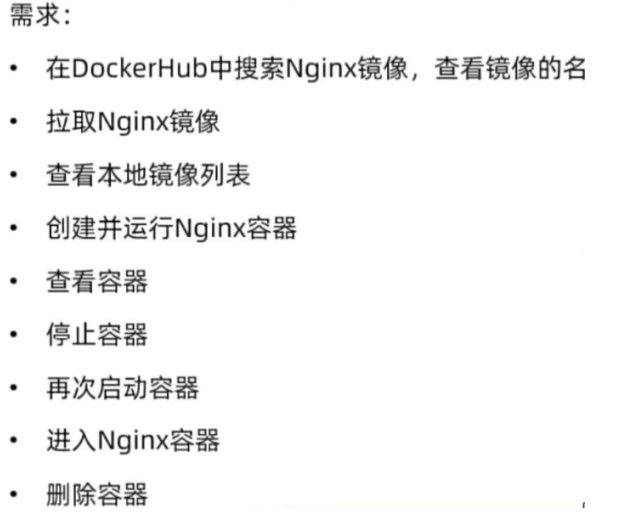 需求：
• 在DockerHub中搜索Nginx镜像，查看镜像的名
• 拉取Nginx镜像
• 查看本地镜像列表
• 创建并运行Nginx容器
• 查看容器
• 停止容器
• 再次启动容器
• 进入Nginx容器
• 删除容器